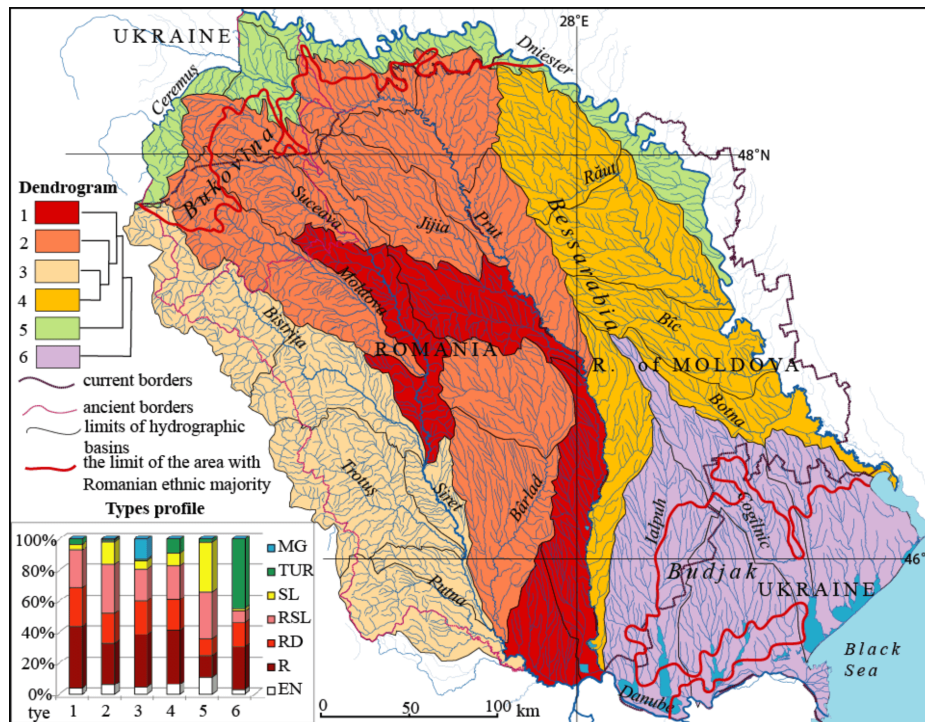 UKRAINE
28°E
Dniester
Ceremus
48°N
Răut
Bukovina
Dendrogram
1
2
3
4
5
6
Suceava
Jijia
Prut
Bessarabia
Moldova
Bistrița
Bîc
ROMANIA
R. of MOLDOVA
Botna
current borders
ancient borders
limits of hydrographic
basins
the limit of the area with
Romanian ethnic majority
Trotuș
Siret
Bârlad
Ialpuh
Cogîlnic
46°
Budjak
UKRAINE
Putna
Black
Sea
Danube
Types profile
100%
80%
60%
40%
20%
0%
MG
TUR
SL
RSL
RD
R
EN
tye 1 2 3 4 5 6
0 50 100 km